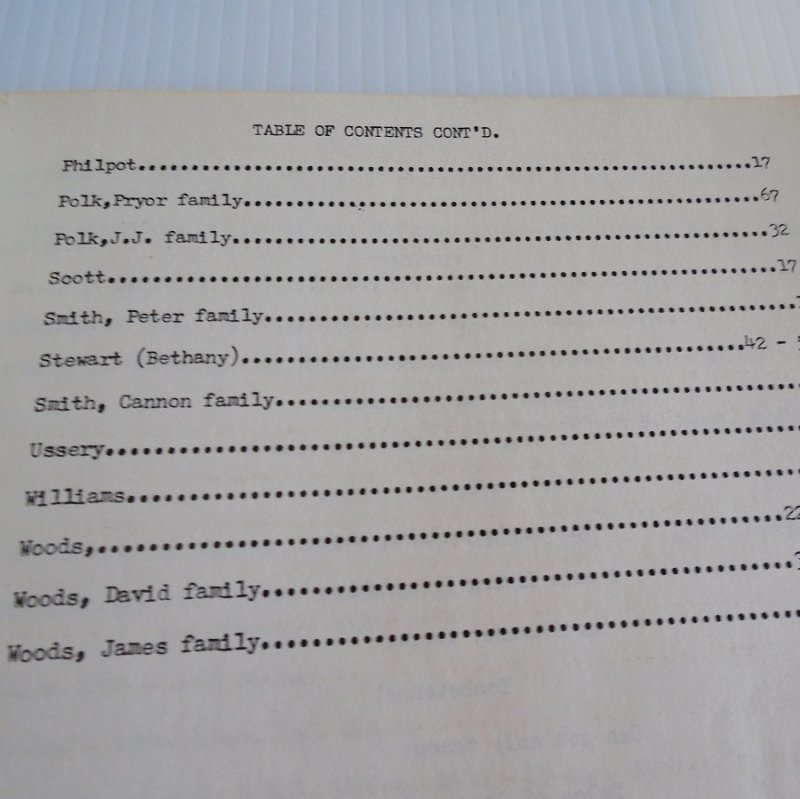 TABLE OF CONTENTS CONT'D.
Philpot..........................................................17
Polk,Pryor family................................................67
Polk,J.J. family.................................................32
Scott............................................................17
Smith, Peter family..................................................
Stewart (Bethany)................................................42 -
Smith, Cannon family.................................................
Ussery...............................................................
Williams.............................................................
Woods,...........................................................22
Woods, David family..................................................
Woods, James family..................................................